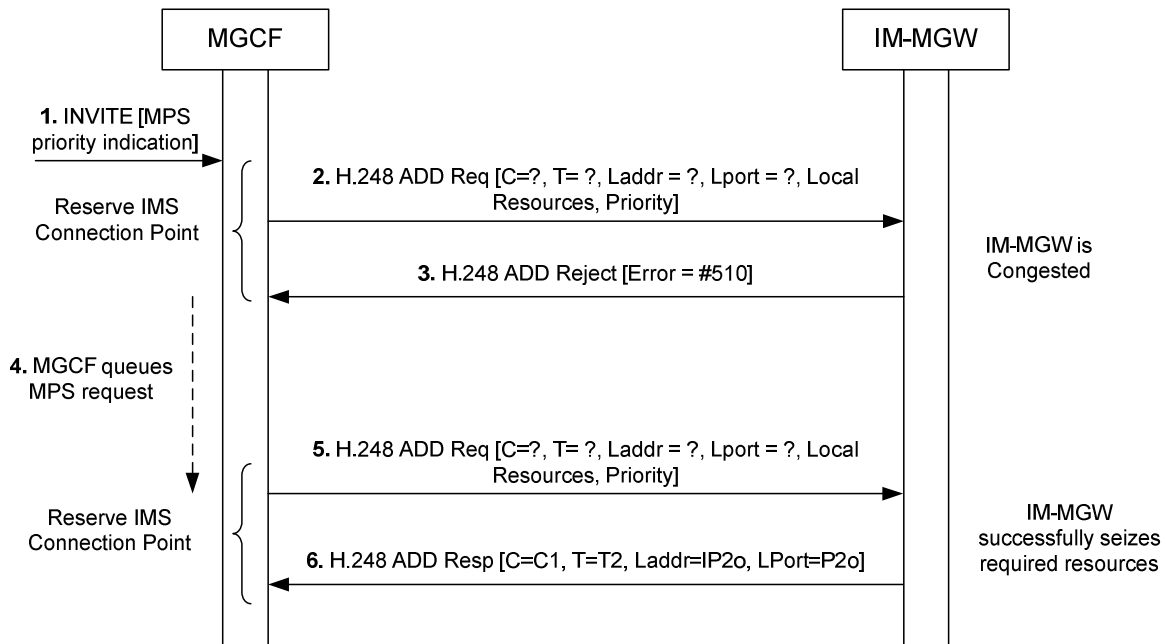 MGCF
IM-MGW
1. INVITE [MPS
priority indication]
2. H.248 ADD Req [C=?, T= ?, Laddr = ?, Lport = ?, Local
Resources, Priority]
Reserve IMS
Connection Point
IM-MGW is
Congested
3. H.248 ADD Reject [Error = #510]
4. MGCF queues
MPS request
5. H.248 ADD Req [C=?, T= ?, Laddr = ?, Lport = ?, Local
Resources, Priority]
Reserve IMS
Connection Point
IM-MGW
successfully seizes
required resources
6. H.248 ADD Resp [C=C1, T=T2, Laddr=IP2o, LPort=P2o]